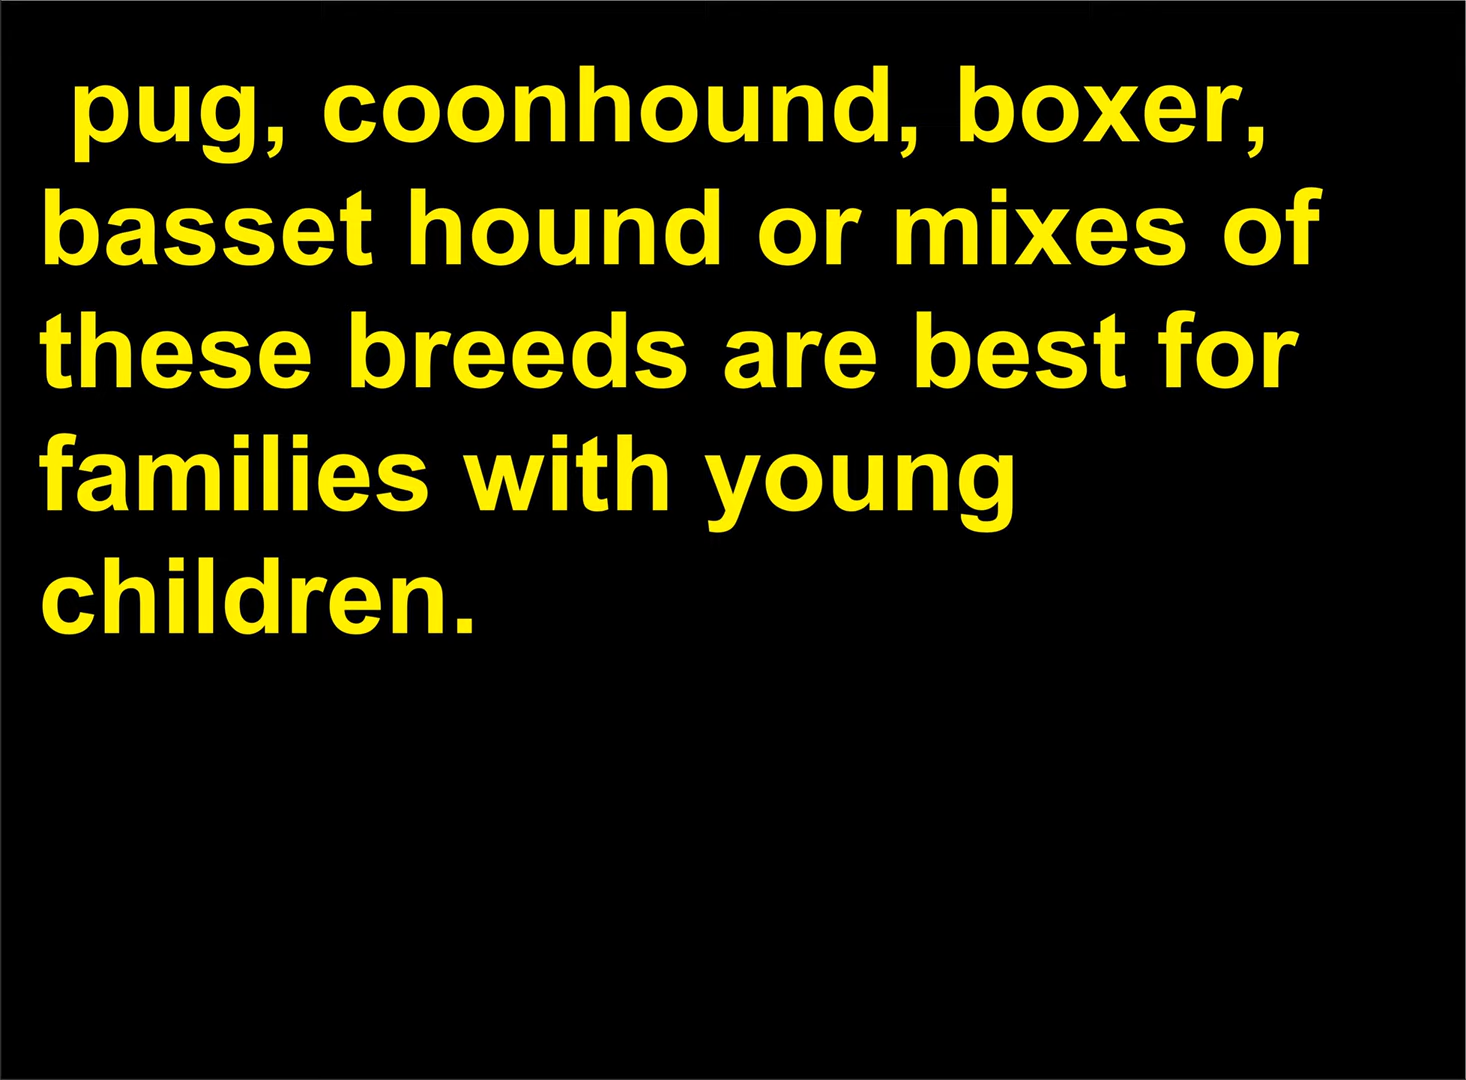 pug, coonhound, boxer,
basset hound or mixes of
these breeds are best for
families with young
children.